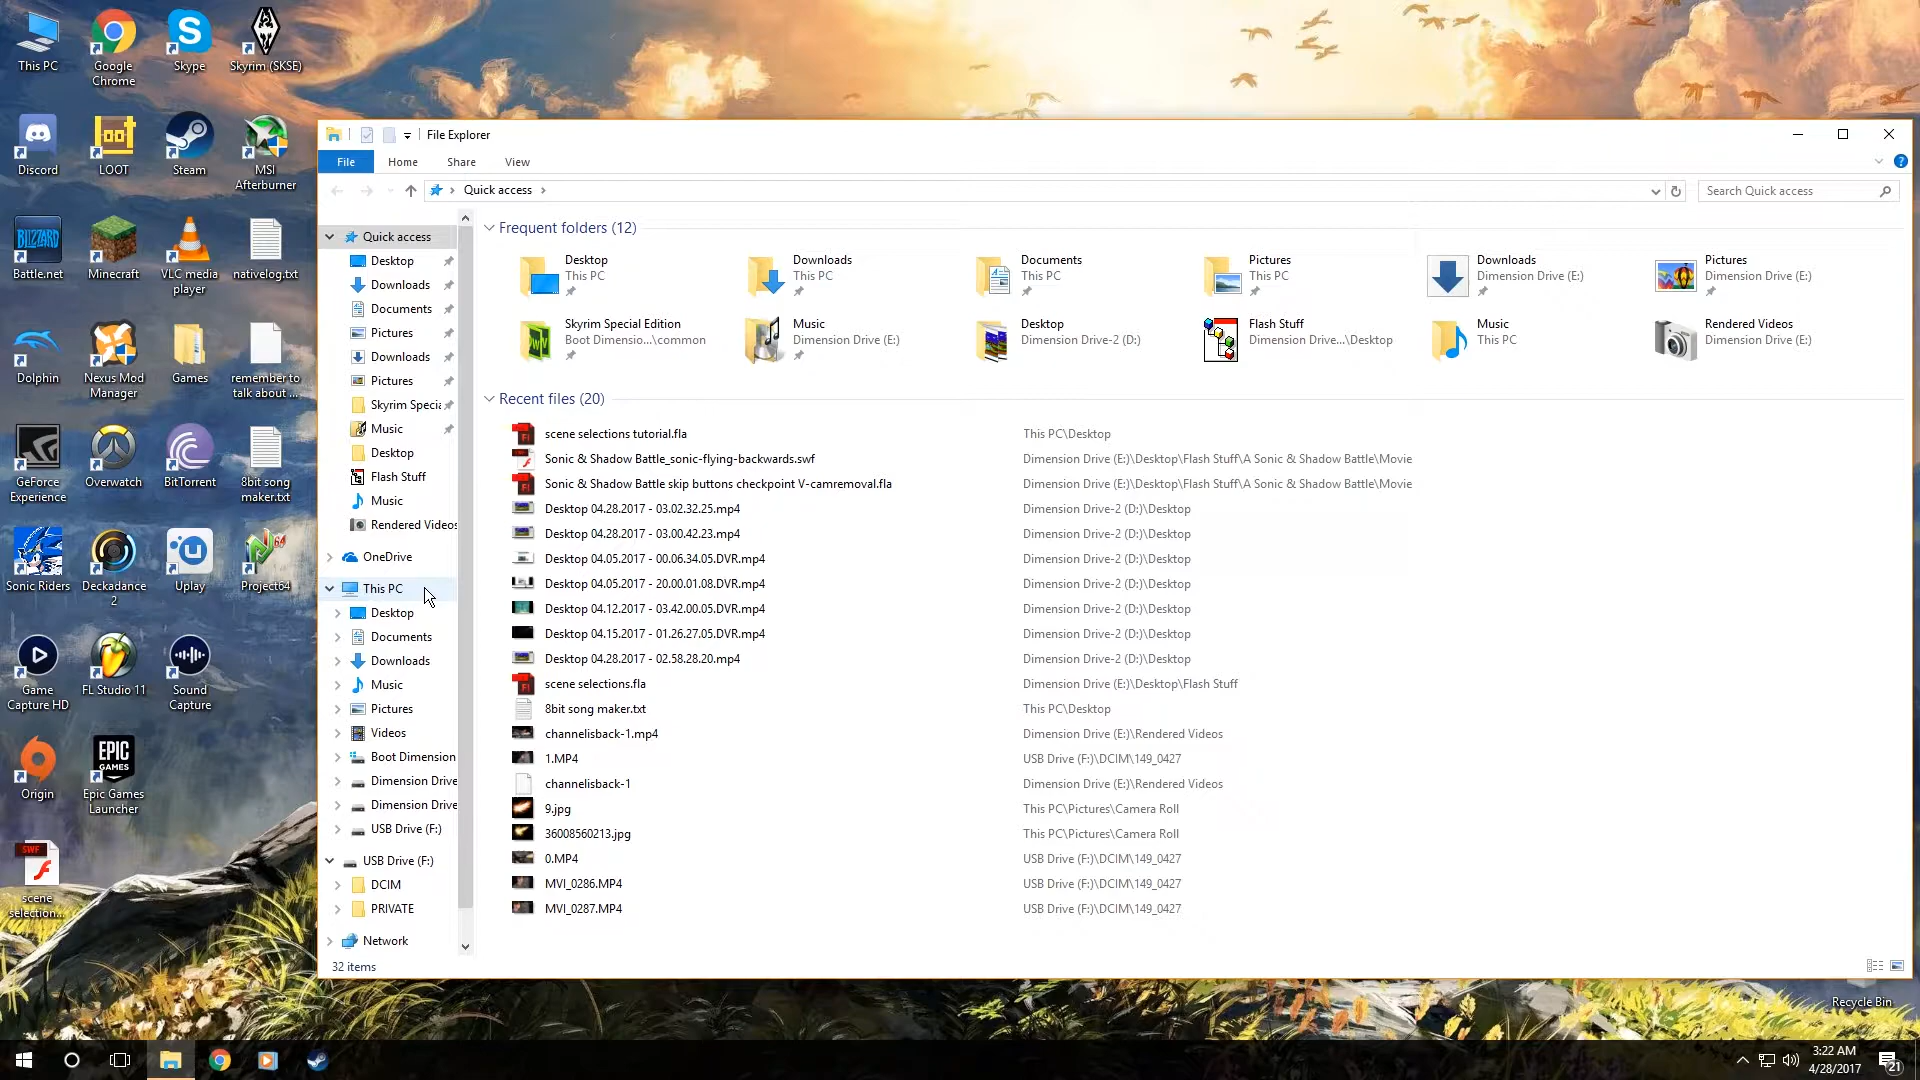 This PC
Google
Chrome
Skype
Skyrim (SKSE)
Discord
LOOT
Steam
MSI
Afterburner
Battle.net
Minecraft
VLC media
player
nativelog.txt
Dolphin
Nexus Mod
Manager
Games
remember to
talk about ...
GeForce
Experience
Overwatch
BitTorrent
8bit song
maker.txt
Sonic Riders
Deckadance
2
Uplay
Project64
Game
Capture HD
FL Studio 11
Sound
Capture
Origin
EPIC
GAMES
Epic Games
Launcher
SWF
scene
selection...
File Explorer
File
Home
Share
View
Quick access
Search Quick access
Quick access
Desktop
Downloads
Documents
Pictures
Downloads
Pictures
Skyrim Specia
Music
Desktop
Flash Stuff
Music
Rendered Videos
OneDrive
This PC
Desktop
Documents
Downloads
Music
Pictures
Videos
Boot Dimension
Dimension Drive
Dimension Drive
USB Drive (F:)
USB Drive (F:)
DCIM
PRIVATE
Network
32 items
Frequent folders (12)
Desktop
This PC
Downloads
This PC
Documents
This PC
Pictures
This PC
Downloads
Dimension Drive (E:)
Pictures
Dimension Drive (E:)
Skyrim Special Edition
Boot Dimensio...\common
Music
Dimension Drive (E:)
Desktop
Dimension Drive-2 (D:)
Flash Stuff
Dimension Drive...\Desktop
Music
This PC
Rendered Videos
Dimension Drive (E:)
Recent files (20)
scene selections tutorial.fla This PC\Desktop
Sonic & Shadow Battle_sonic-flying-backwards.swf Dimension Drive (E:)\Desktop\Flash Stuff\A Sonic & Shadow Battle\Movie
Sonic & Shadow Battle skip buttons checkpoint V-camremoval.fla Dimension Drive (E:)\Desktop\Flash Stuff\A Sonic & Shadow Battle\Movie
Desktop 04.28.2017 - 03.02.32.25.mp4 Dimension Drive-2 (D:)\Desktop
Desktop 04.28.2017 - 03.00.42.23.mp4 Dimension Drive-2 (D:)\Desktop
Desktop 04.05.2017 - 00.06.34.05.DVR.mp4 Dimension Drive-2 (D:)\Desktop
Desktop 04.05.2017 - 20.00.01.08.DVR.mp4 Dimension Drive-2 (D:)\Desktop
Desktop 04.12.2017 - 03.42.00.05.DVR.mp4 Dimension Drive-2 (D:)\Desktop
Desktop 04.15.2017 - 01.26.27.05.DVR.mp4 Dimension Drive-2 (D:)\Desktop
Desktop 04.28.2017 - 02.58.28.20.mp4 Dimension Drive-2 (D:)\Desktop
scene selections.fla Dimension Drive (E:)\Desktop\Flash Stuff
8bit song maker.txt This PC\Desktop
channelisback-1.mp4 Dimension Drive (E:)\Rendered Videos
1.MP4 USB Drive (F:)\DCIM\149_0427
channelisback-1 Dimension Drive (E:)\Rendered Videos
9.jpg This PC\Pictures\Camera Roll
36008560213.jpg This PC\Pictures\Camera Roll
0.MP4 USB Drive (F:)\DCIM\149_0427
MVI_0286.MP4 USB Drive (F:)\DCIM\149_0427
MVI_0287.MP4 USB Drive (F:)\DCIM\149_0427
Recycle Bin
3:22 AM
4/28/2017
21